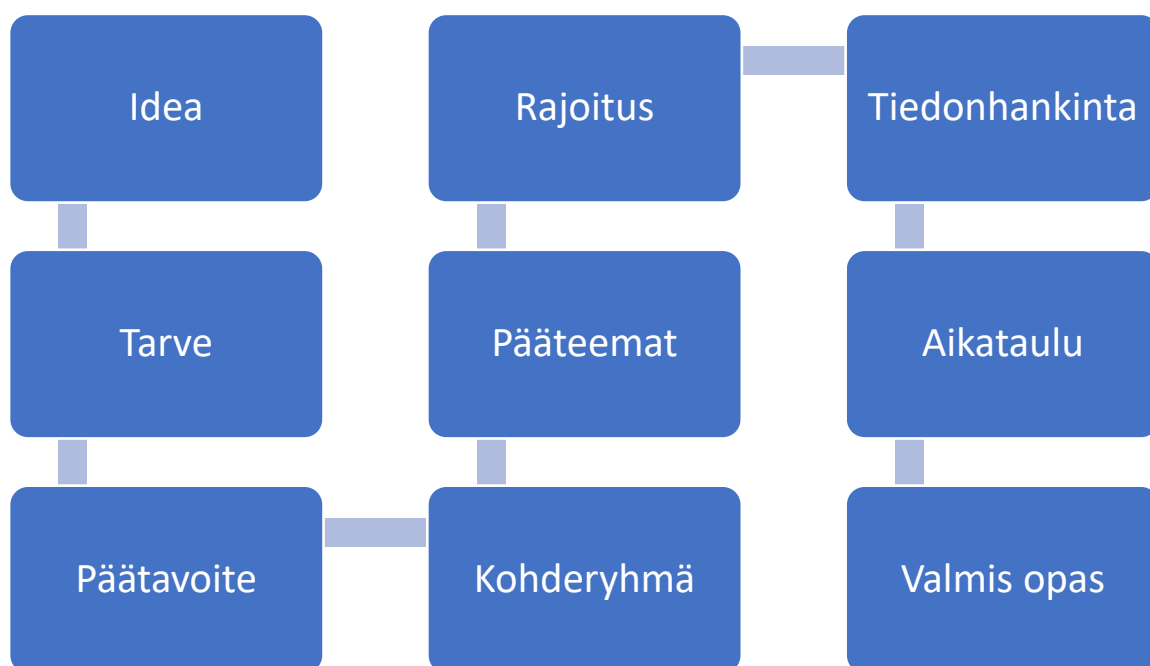 Idea
Tarve
Päätavoite
Kohderyhmä
Pääteemat
Rajoitus
Tiedonhankinta
Aikataulu
Valmis opas